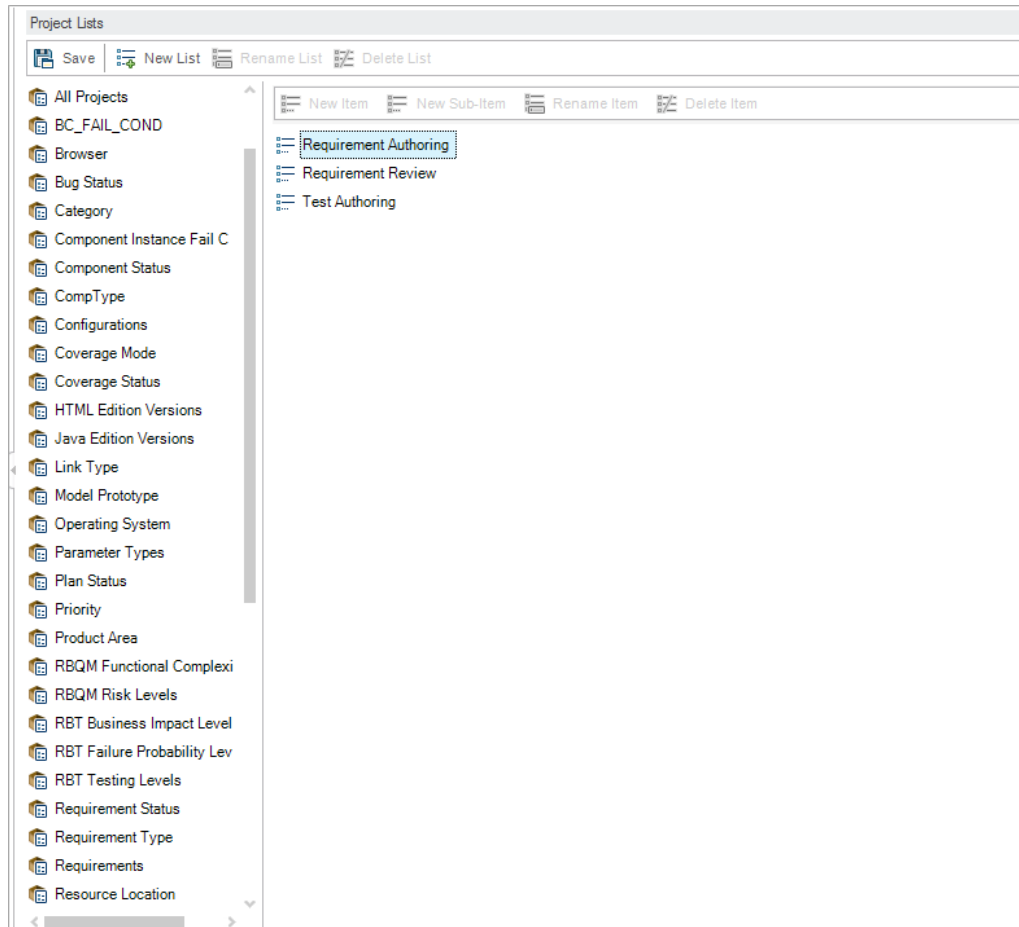 Project Lists
Save New List Rename List Delete List
All Projects
BC_FAIL_COND
Browser
Bug Status
Category
Component Instance Fail C
Component Status
CompType
Configurations
Coverage Mode
Coverage Status
HTML Edition Versions
Java Edition Versions
Link Type
Model Prototype
Operating System
Parameter Types
Plan Status
Priority
Product Area
RBQM Functional Complexi
RBQM Risk Levels
RBT Business Impact Level
RBT Failure Probability Lev
RBT Testing Levels
Requirement Status
Requirement Type
Requirements
Resource Location
New Item New Sub-Item Rename Item Delete Item
Requirement Authoring
Requirement Review
Test Authoring